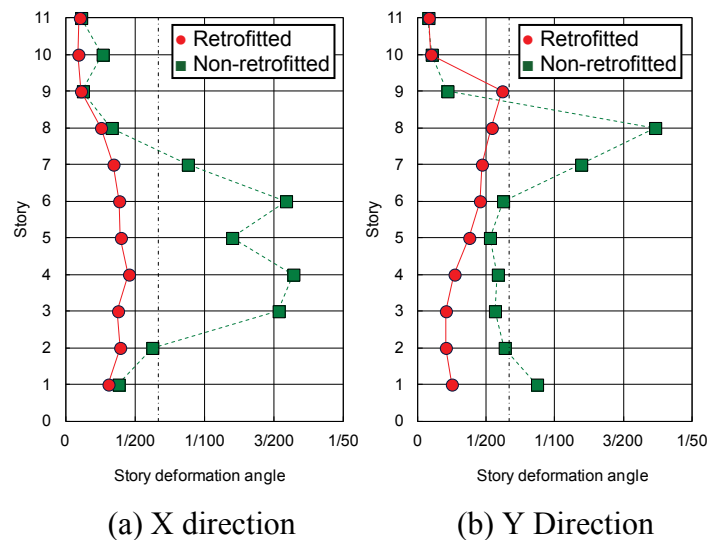 11
10
9
8
7
6
5
4
3
2
1
0
Story
Retrofitted
Non-retrofitted
0 1/200 1/100 3/200 1/50
Story deformation angle
(a) X direction
11
10
9
8
7
6
5
4
3
2
1
0
Story
Retrofitted
Non-retrofitted
0 1/200 1/100 3/200 1/50
Story deformation angle
(b) Y Direction